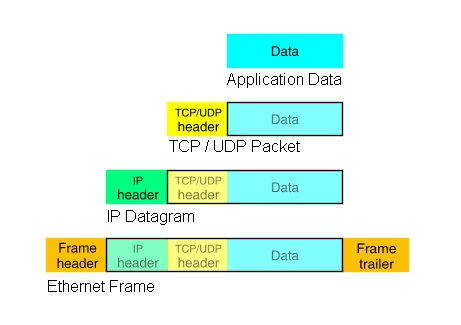 Data
Application Data
TCP/UDP
header
Data
TCP / UDP Packet
IP
header
TCP/UDP
header
Data
IP Datagram
Frame
header
IP
header
TCP/UDP
header
Data
Frame
trailer
Ethernet Frame